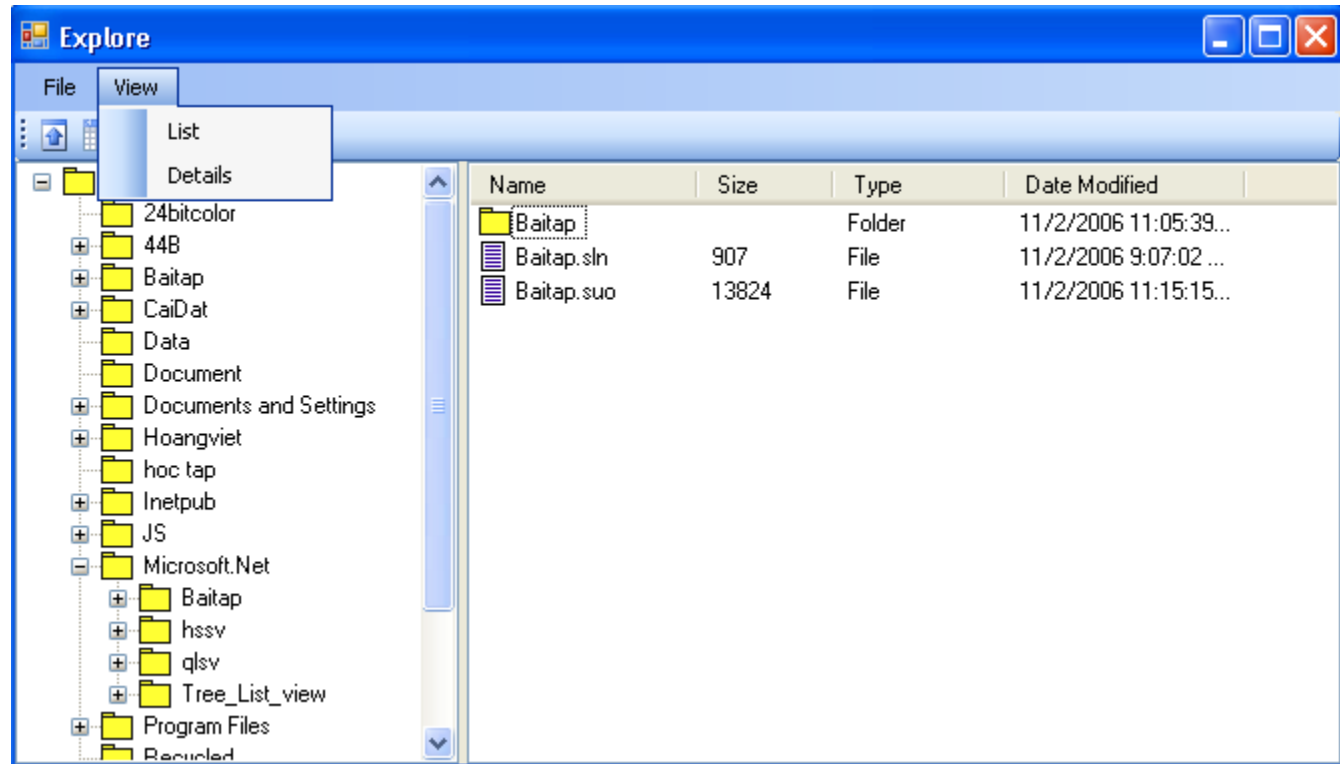 Explore
File View
List
Details
24bitcolor
44B
Baitap
CaiDat
Data
Document
Documents and Settings
Hoangviet
hoc tap
Inetpub
JS
Microsoft.Net
Baitap
hssv
qlsv
Tree_List_view
Program Files
Recycled
Name Size Type Date Modified
Baitap Folder 11/2/2006 11:05:39...
Baitap.sln 907 File 11/2/2006 9:07:02 ...
Baitap.suo 13824 File 11/2/2006 11:15:15...